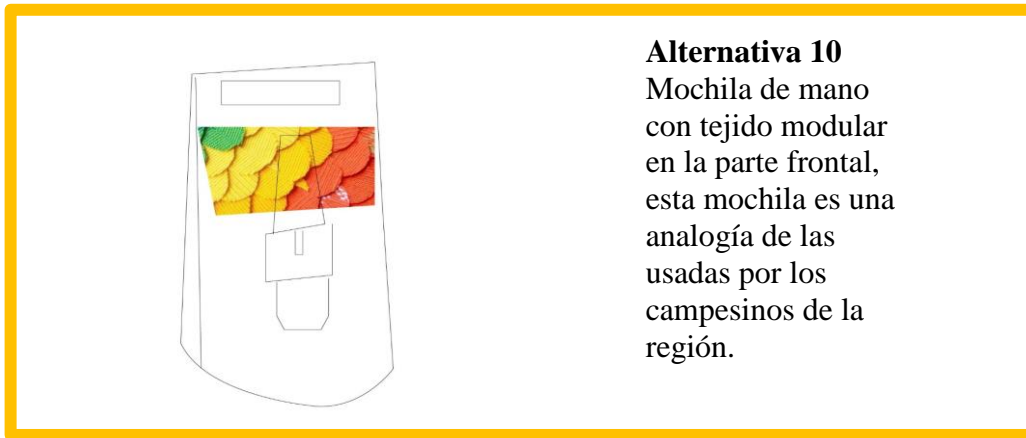 Alternativa 10
Mochila de mano
con tejido modular
en la parte frontal,
esta mochila es una
analogía de las
usadas por los
campesinos de la
región.